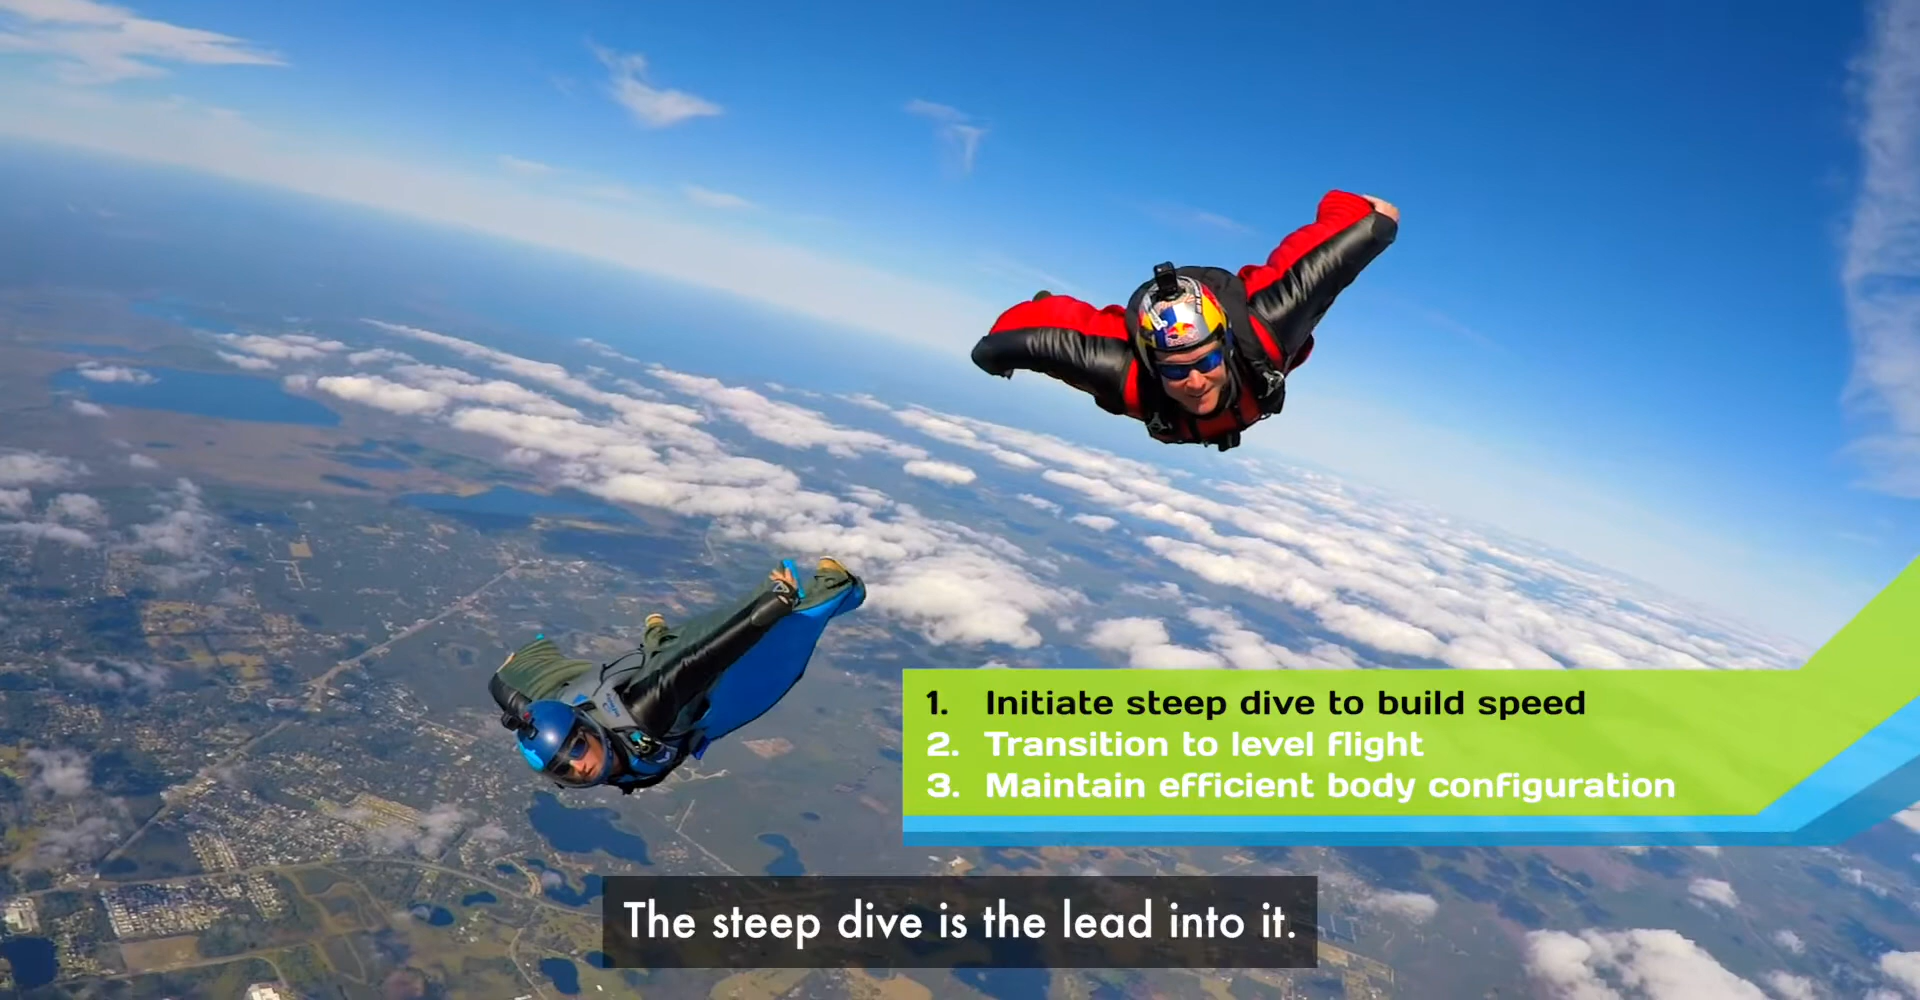 1. Initiate steep dive to build speed
2. Transition to level flight
3. Maintain efficient body configuration
The steep dive is the lead into it.